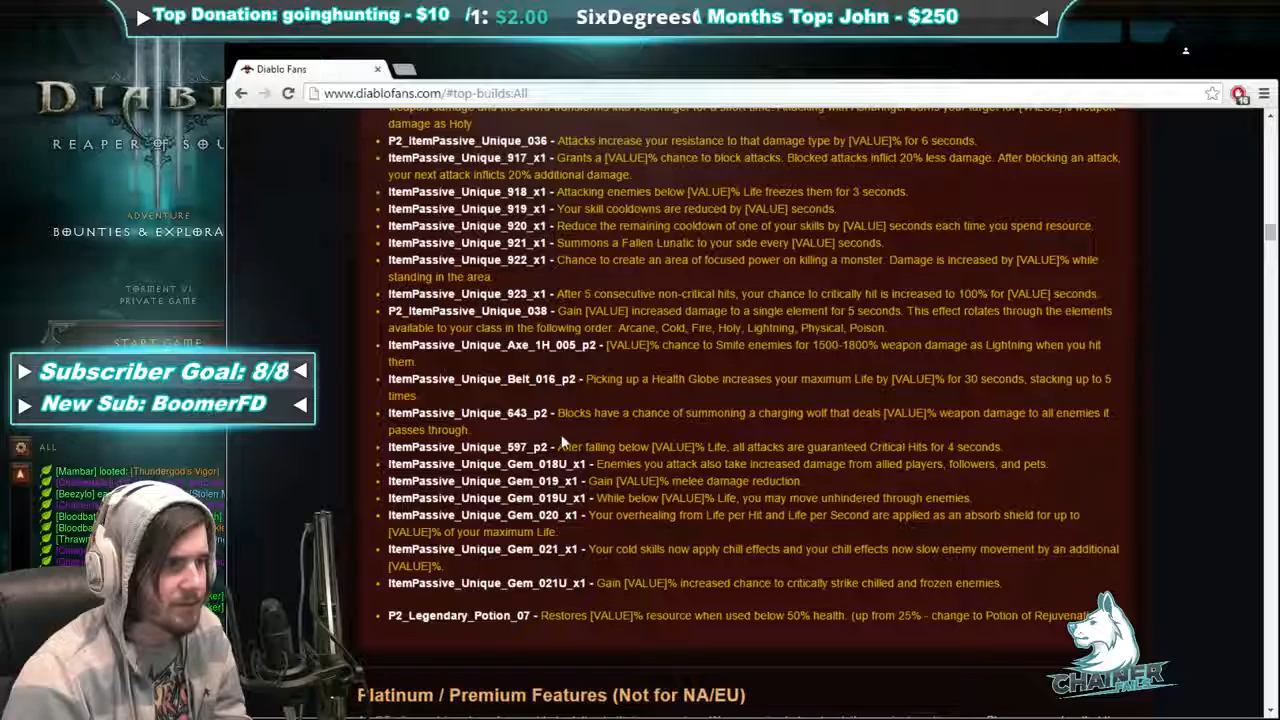 Top Donation: goinghunting - $10 /1: $2.00 SixDegrees Months Top: John - $250
DIAB
REAPER OF SOU
Diablo Fans
www.diablofans.com/#top-builds:All
damage as Holy
P2_ItemPassive_Unique_036 - Attacks increase your resistance to that damage type by [VALUE]% for 6 seconds.
ItemPassive_Unique_917_x1 - Grants a [VALUE]% chance to block attacks. Blocked attacks inflict 20% less damage. After blocking an attack,
your next attack inflicts 20% additional damage.
ItemPassive_Unique_918_x1 - Attacking enemies below [VALUE]% Life freezes them for 3 seconds.
ItemPassive_Unique_919_x1 - Your skill cooldowns are reduced by [VALUE] seconds.
ItemPassive_Unique_920_x1 - Reduce the remaining cooldown of one of your skills by [VALUE] seconds each time you spend resource.
ItemPassive_Unique_921_x1 - Summons a Fallen Lunatic to your side every [VALUE] seconds.
ItemPassive_Unique_922_x1 - Chance to create an area of focused power on killing a monster. Damage is increased by [VALUE]% while
standing in the area.
ItemPassive_Unique_923_x1 - After 5 consecutive non-critical hits, your chance to critically hit is increased to 100% for [VALUE] seconds.
P2_ItemPassive_Unique_038 - Gain [VALUE] increased damage to a single element for 5 seconds. This effect rotates through the elements
available to your class in the following order: Arcane, Cold, Fire, Holy, Lightning, Physical, Poison.
ItemPassive_Unique_Axe_1H_005_p2 - [VALUE]% chance to Smite enemies for 1500-1800% weapon damage as Lightning when you hit
them.
ItemPassive_Unique_Belt_016_p2 - Picking up a Health Globe increases your maximum Life by [VALUE]% for 30 seconds, stacking up to 5
times.
ItemPassive_Unique_643_p2 - Blocks have a chance of summoning a charging wolf that deals [VALUE]% weapon damage to all enemies it
passes through.
ItemPassive_Unique_597_p2 - After falling below [VALUE]% Life, all attacks are guaranteed Critical Hits for 4 seconds.
ItemPassive_Unique_Gem_018U_x1 - Enemies you attack also take increased damage from allied players, followers, and pets.
ItemPassive_Unique_Gem_019_x1 - Gain [VALUE]% melee damage reduction.
ItemPassive_Unique_Gem_019U_x1 - While below [VALUE]% Life, you may move unhindered through enemies.
ItemPassive_Unique_Gem_020_x1 - Your overhealing from Life per Hit and Life per Second are applied as an absorb shield for up to
[VALUE]% of your maximum Life.
ItemPassive_Unique_Gem_021_x1 - Your cold skills now apply chill effects and your chill effects now slow enemy movement by an additional
[VALUE]%.
ItemPassive_Unique_Gem_021U_x1 - Gain [VALUE]% increased chance to critically strike chilled and frozen enemies.
P2_Legendary_Potion_07 - Restores [VALUE]% resource when used below 50% health. (up from 25% - change to Potion of
Platinum / Premium Features (Not for NA/EU)
ADVENTURE
BOUNTIES & EXPLORA
TORMENT VI
PRIVATE GAME
START GAME
Subscriber Goal: 8/8
New Sub: BoomerFD
ALL
[Mambar] looted: [Thundergod's Vigor]
CHAINER
FAILS